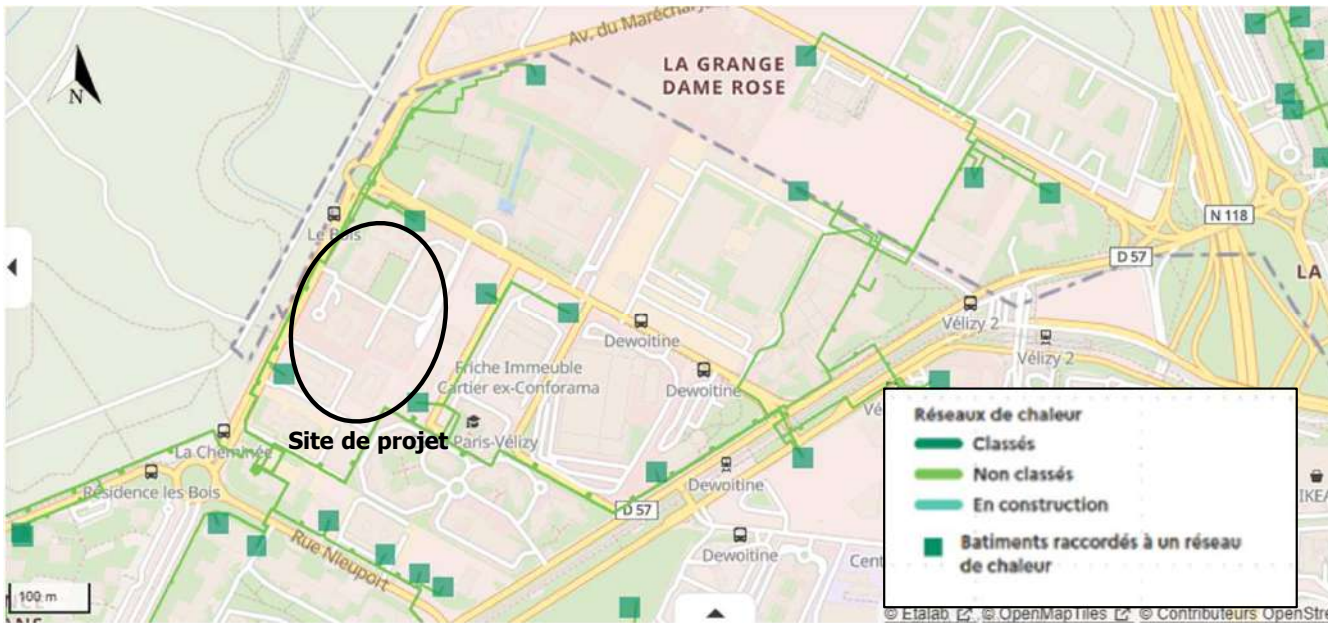 Av. du Maréchal
LA GRANGE
DAME ROSE
N
N 118
Le Bois
D 57
LA
Vélizy 2
Dewoitine
Vélizy 2
Friche Immeuble
Cartier ex-Conforama
Dewoitine
Site de projet
Paris-Vélizy
La Cheminée
Dewoitine
Résidence les Bois
D 57
Rue Nieuport
Dewoitine
Cent
100 m
Réseaux de chaleur
Classés
Non classés
En construction
Batiments raccordés à un réseau
de chaleur
IKEA
© Etalab © OpenMapTiles © Contributeurs OpenStre